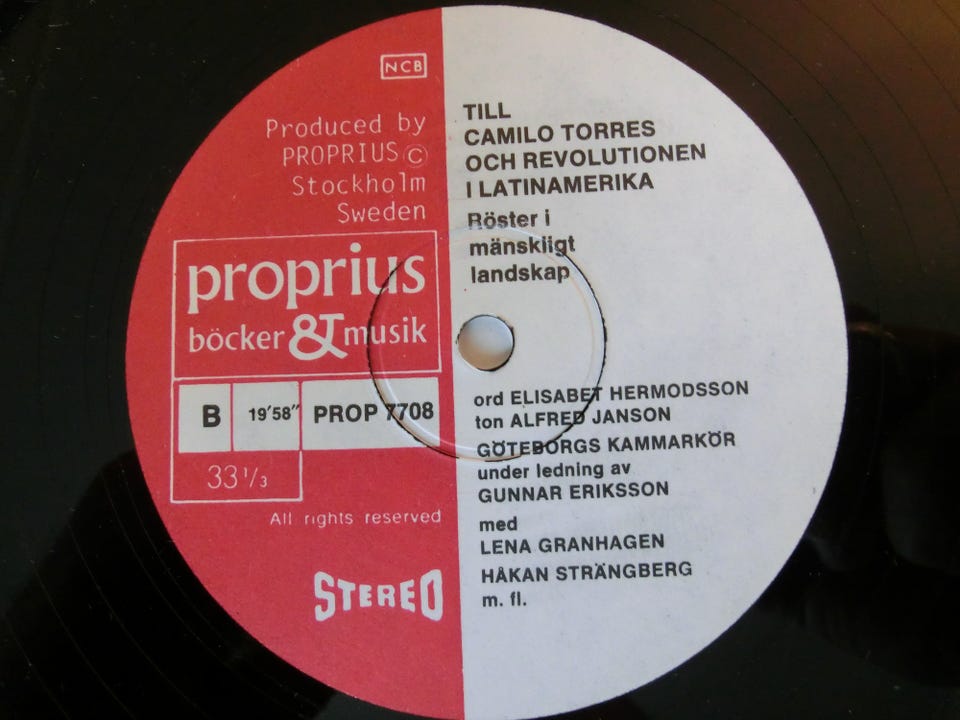 NCB
Produced by
PROPRIUS ©
Stockholm
Sweden
proprius
böcker & musik
B 19'58" PROP 7708
33 1/3
All rights reserved
STEREO
TILL
CAMILO TORRES
OCH REVOLUTIONEN
I LATINAMERIKA
Röster i
mänskligt
landskap
ord ELISABET HERMODSSON
ton ALFRED JANSON
GÖTEBORGS KAMMARKÖR
under ledning av
GUNNAR ERIKSSON
med
LENA GRANHAGEN
HÅKAN STRÄNGBERG
m. fl.